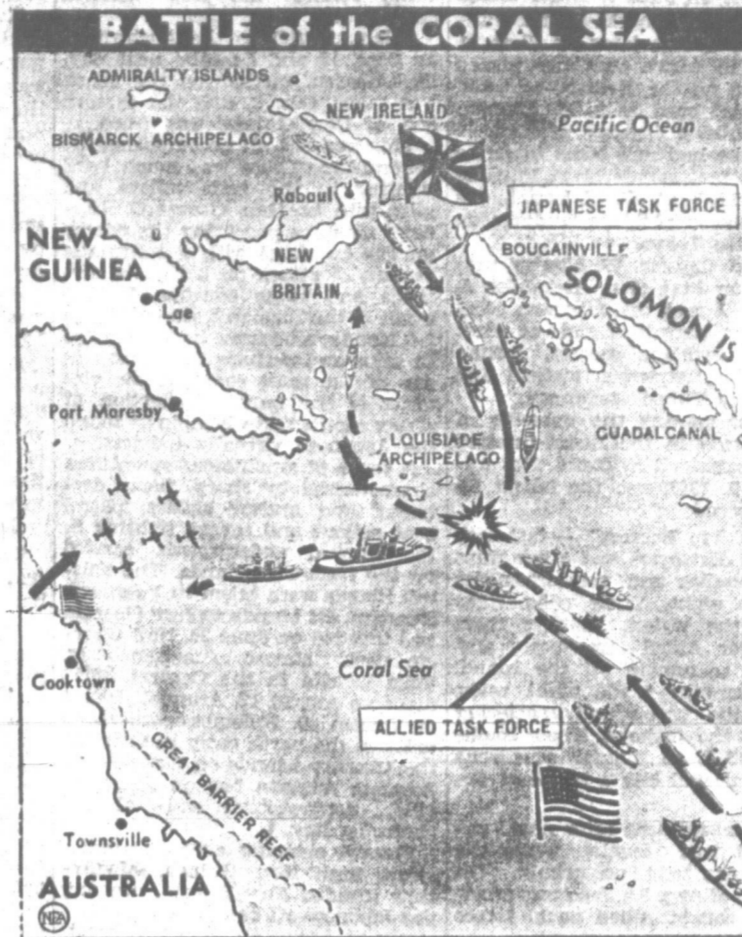 BATTLE of the CORAL SEA
ADMIRALTY ISLANDS
NEW IRELAND
Pacific Ocean
BISMARCK ARCHIPELAGO
Rabaul
JAPANESE TASK FORCE
NEW
GUINEA
NEW
BRITAIN
BOUGAINVILLE
SOLOMON IS
Lae
Port Moresby
LOUISIADE
ARCHIPELAGO
GUADALCANAL
Cooktown
Coral Sea
ALLIED TASK FORCE
GREAT BARRIER REEF
Townsville
AUSTRALIA
NEA